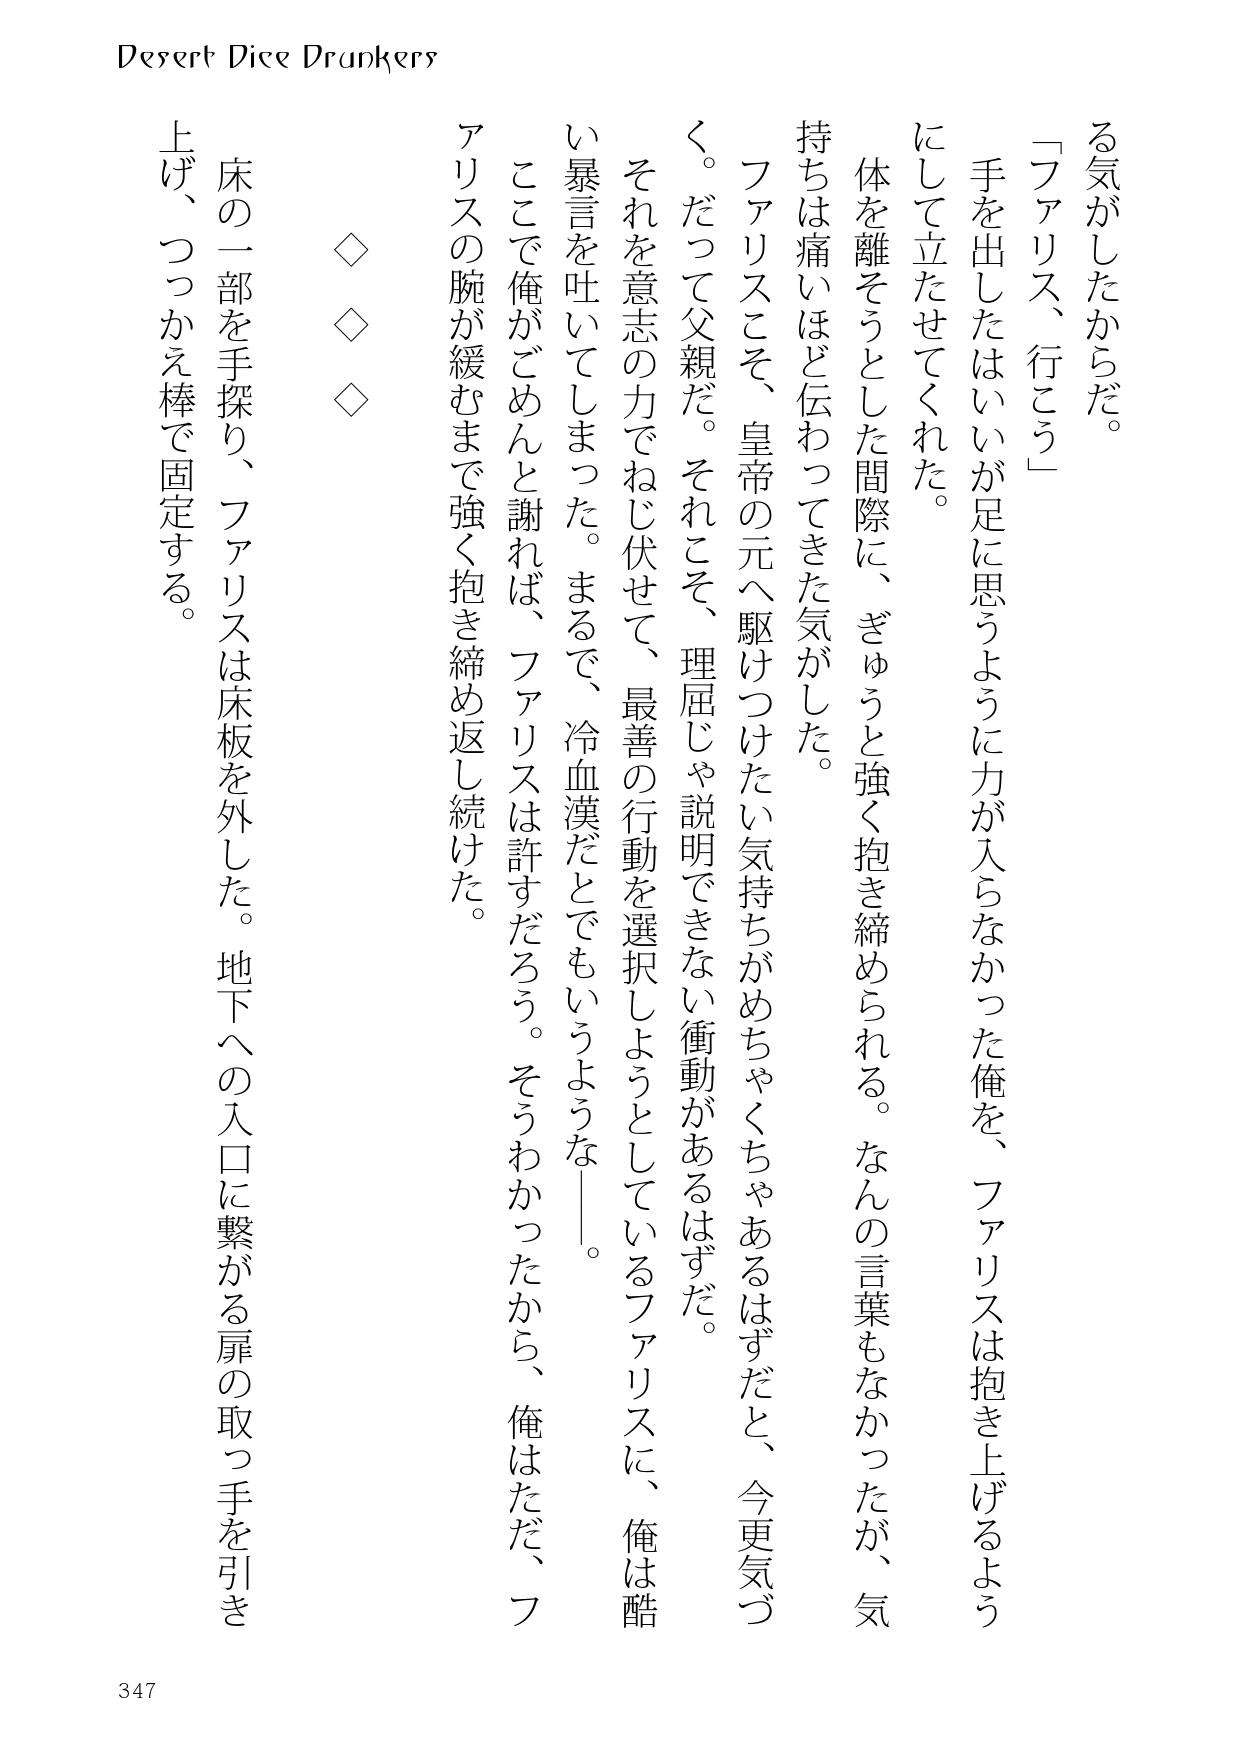 Desert Dice Drunkers
る気がしたからだ。
「ファリス、行こう」
　手を出したはいいが足に思うように力が入らなかった俺を、ファリスは抱き上げるよう
にして立たせてくれた。
　体を離そうとした間際に、ぎゅうと強く抱き締められる。なんの言葉もなかったが、気
持ちは痛いほど伝わってきた気がした。
　ファリスこそ、皇帝の元へ駆けつけたい気持ちがめちゃくちゃあるはずだと、今更気づ
く。だって父親だ。それこそ、理屈じゃ説明できない衝動があるはずだ。
　それを意志の力でねじ伏せて、最善の行動を選択しようとしているファリスに、俺は酷
い暴言を吐いてしまった。まるで、冷血漢だとでもいうような――。
　ここで俺がごめんと謝れば、ファリスは許すだろう。そうわかったから、俺はただ、フ
ァリスの腕が緩むまで強く抱き締め返し続けた。
◇　◇　◇
　床の一部を手探り、ファリスは床板を外した。地下への入口に繋がる扉の取っ手を引き
上げ、つっかえ棒で固定する。
347